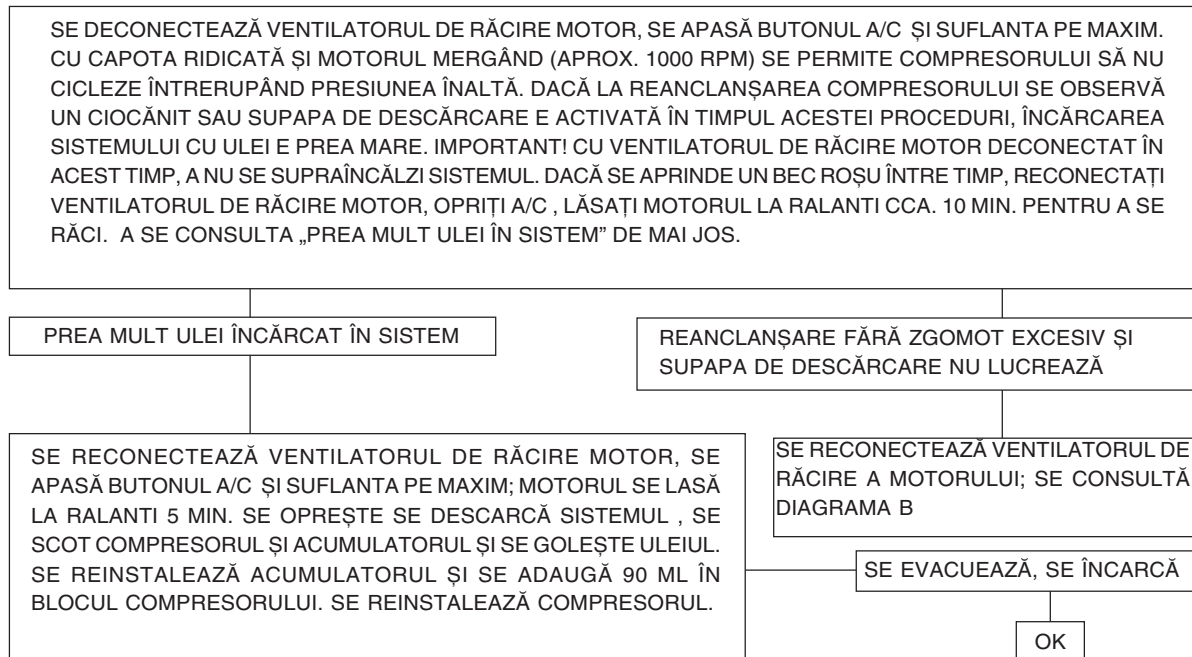 SE DECONECTEAZĂ VENTILATORUL DE RĂCIRE MOTOR, SE APASĂ BUTONUL A/C ȘI SUFLANTA PE MAXIM.
CU CAPOTA RIDICATĂ ȘI MOTORUL MERGÂND (APROX. 1000 RPM) SE PERMITE COMPRESORULUI SĂ NU
CICLEZE ÎNTRERUPÂND PRESIUNEA ÎNALTĂ. DACĂ LA REANCLANȘAREA COMPRESORULUI SE OBSERVĂ
UN CIOCĂNIT SAU SUPAPA DE DESCĂRCARE E ACTIVATĂ ÎN TIMPUL ACESTEI PROCEDURI, ÎNCĂRCAREA
SISTEMULUI CU ULEI E PREA MARE. IMPORTANT! CU VENTILATORUL DE RĂCIRE MOTOR DECONECTAT ÎN
ACEST TIMP, A NU SE SUPRAÎNCĂLZI SISTEMUL. DACĂ SE APRINDE UN BEC ROȘU ÎNTRE TIMP, RECONECTAȚI
VENTILATORUL DE RĂCIRE MOTOR, OPRIȚI A/C , LĂSAȚI MOTORUL LA RALANTI CCA. 10 MIN. PENTRU A SE
RĂCI. A SE CONSULTA „PREA MULT ULEI ÎN SISTEM” DE MAI JOS.
PREA MULT ULEI ÎNCĂRCAT ÎN SISTEM
REANCLANȘARE FĂRĂ ZGOMOT EXCESIV ȘI
SUPAPA DE DESCĂRCARE NU LUCREAZĂ
SE RECONECTEAZĂ VENTILATORUL DE RĂCIRE MOTOR, SE
APASĂ BUTONUL A/C ȘI SUFLANTA PE MAXIM; MOTORUL SE LASĂ
LA RALANTI 5 MIN. SE OPREȘTE SE DESCARCĂ SISTEMUL , SE
SCOT COMPRESORUL ȘI ACUMULATORUL ȘI SE GOLEȘTE ULEIUL.
SE REINSTALEAZĂ ACUMULATORUL ȘI SE ADAUGĂ 90 ML ÎN
BLOCUL COMPRESORULUI. SE REINSTALEAZĂ COMPRESORUL.
SE RECONECTEAZĂ VENTILATORUL DE
RĂCIRE A MOTORULUI; SE CONSULTĂ
DIAGRAMA B
SE EVACUEAZĂ, SE ÎNCARCĂ
OK